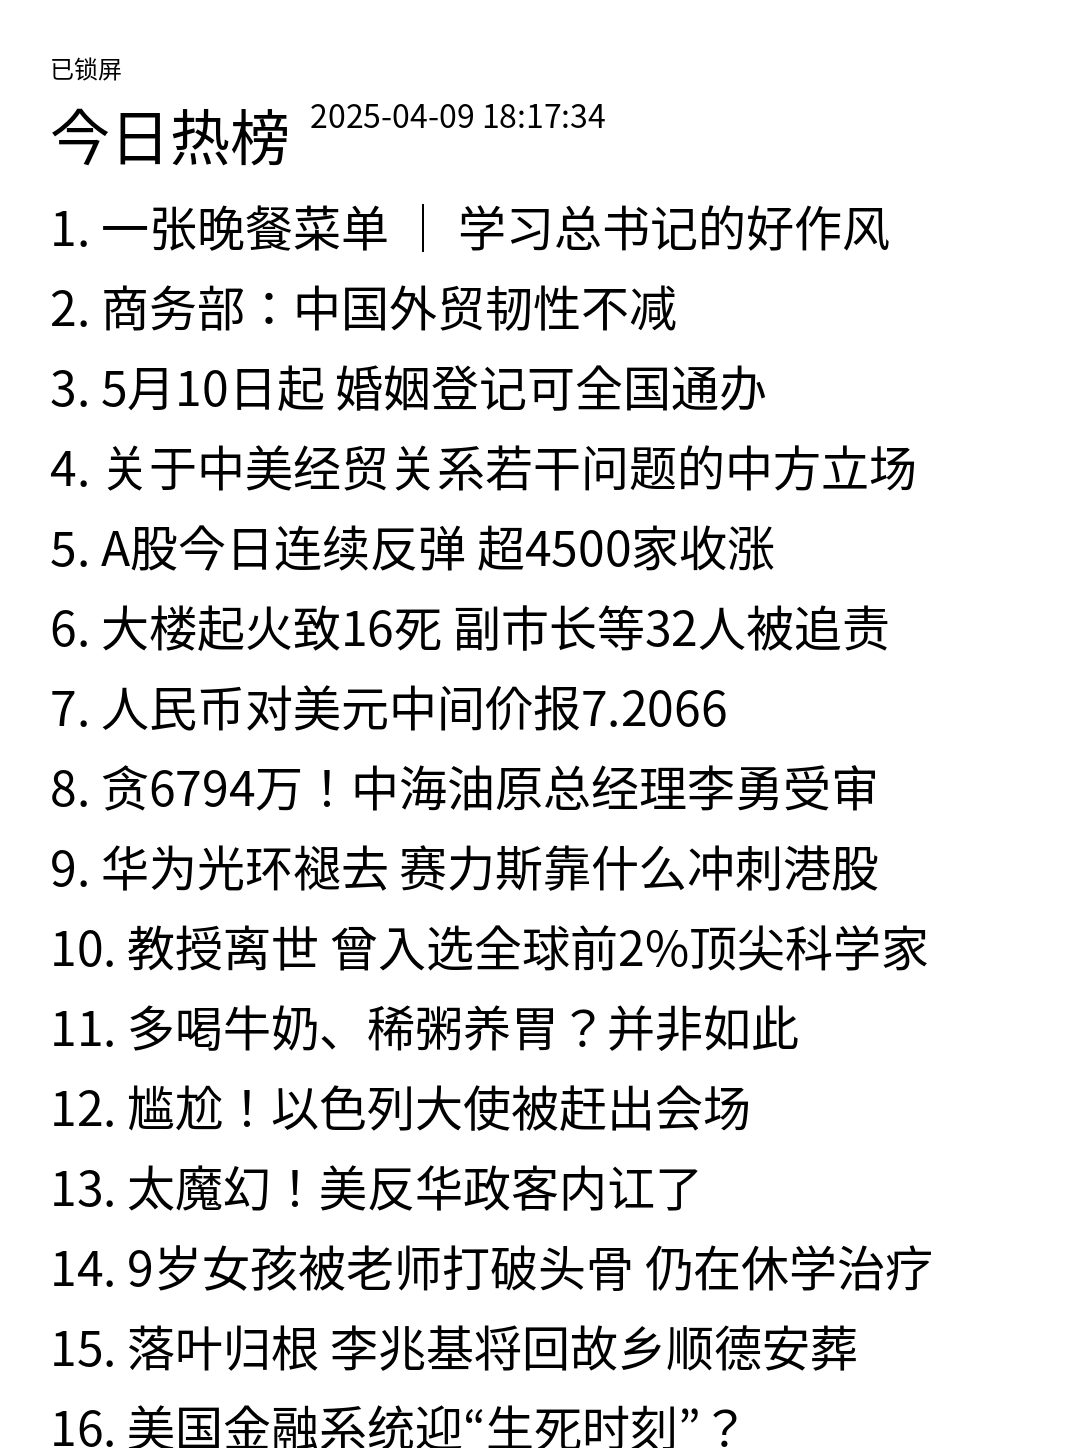 已锁屏
今日热榜 2025-04-09 18:17:34
1. 一张晚餐菜单 ｜ 学习总书记的好作风
2. 商务部：中国外贸韧性不减
3. 5月10日起 婚姻登记可全国通办
4. 关于中美经贸关系若干问题的中方立场
5. A股今日连续反弹 超4500家收涨
6. 大楼起火致16死 副市长等32人被追责
7. 人民币对美元中间价报7.2066
8. 贪6794万！中海油原总经理李勇受审
9. 华为光环褪去 赛力斯靠什么冲刺港股
10. 教授离世 曾入选全球前2%顶尖科学家
11. 多喝牛奶、稀粥养胃？并非如此
12. 尴尬！以色列大使被赶出会场
13. 太魔幻！美反华政客内讧了
14. 9岁女孩被老师打破头骨 仍在休学治疗
15. 落叶归根 李兆基将回故乡顺德安葬
16. 美国金融系统迎“生死时刻”？